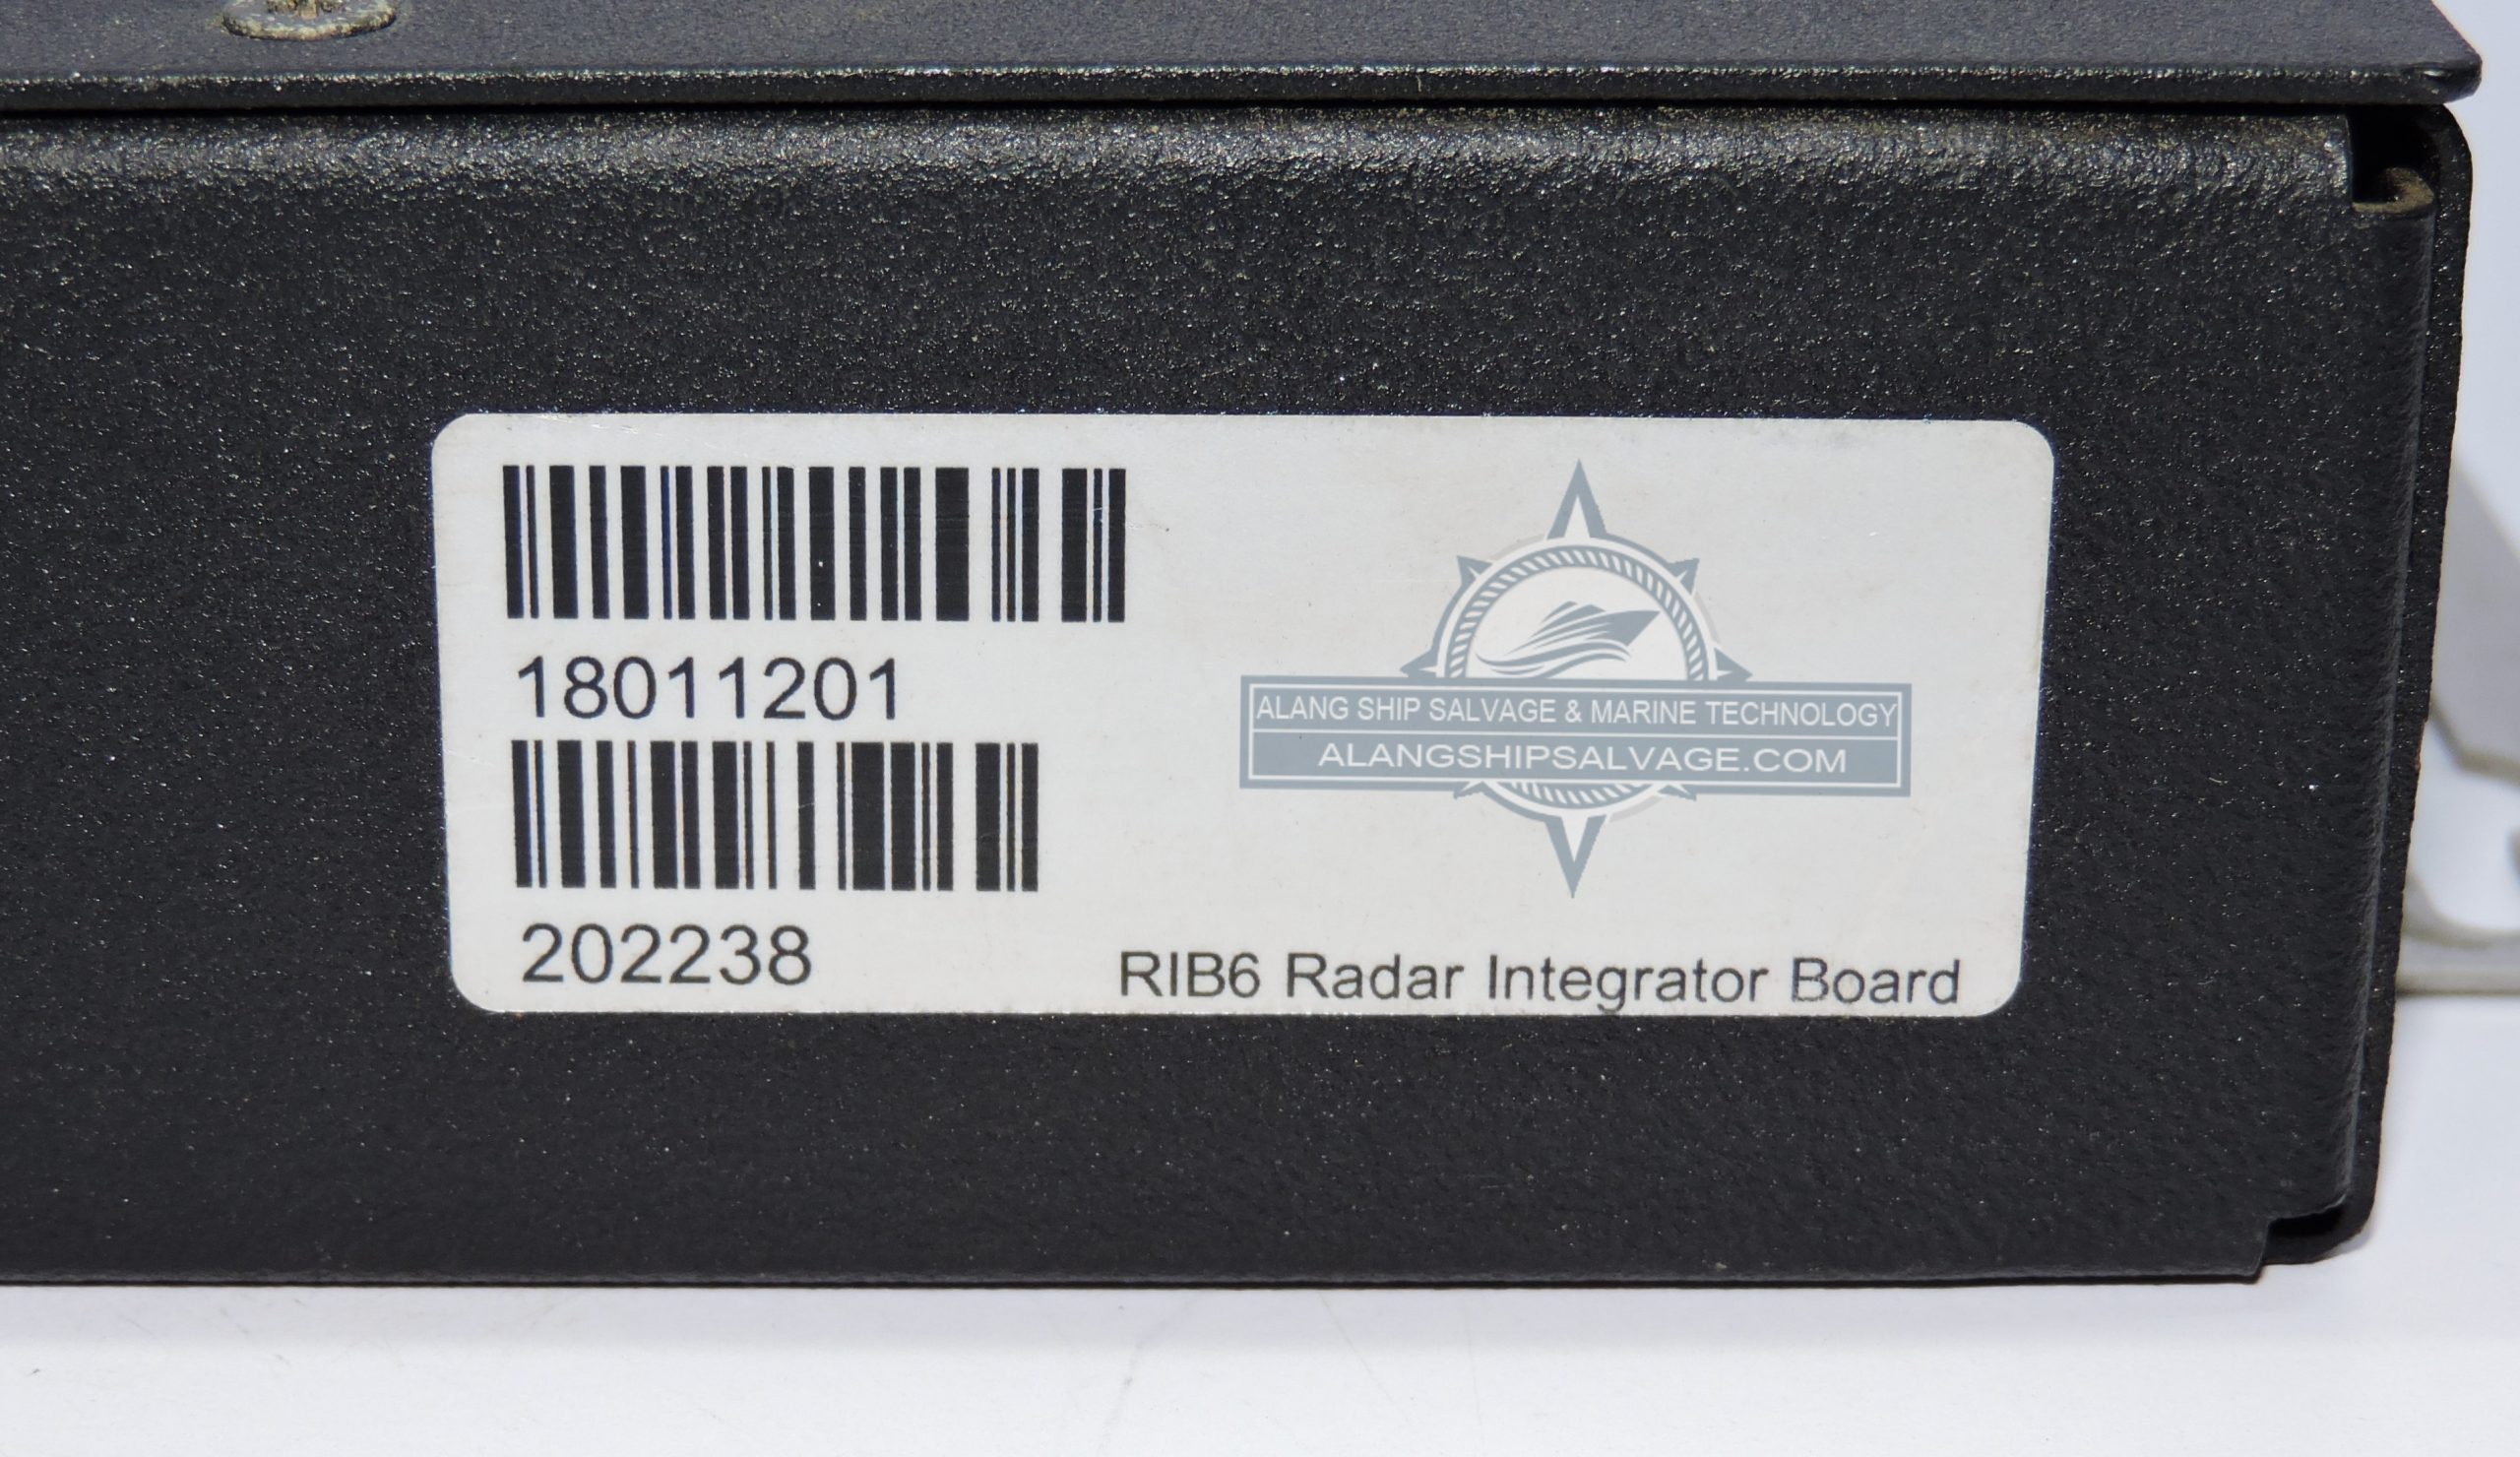 18011201
202238
ALANG SHIP SALVAGE & MARINE TECHNOLOGY
ALANGSHIPSALVAGE.COM
RIB6 Radar Integrator Board